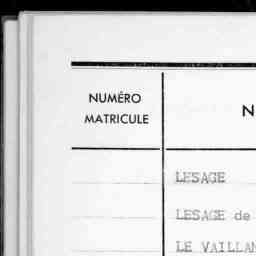 NUMÉRO
MATRICULE
N
LESAGE
LESAGE de
LE VAILLAN